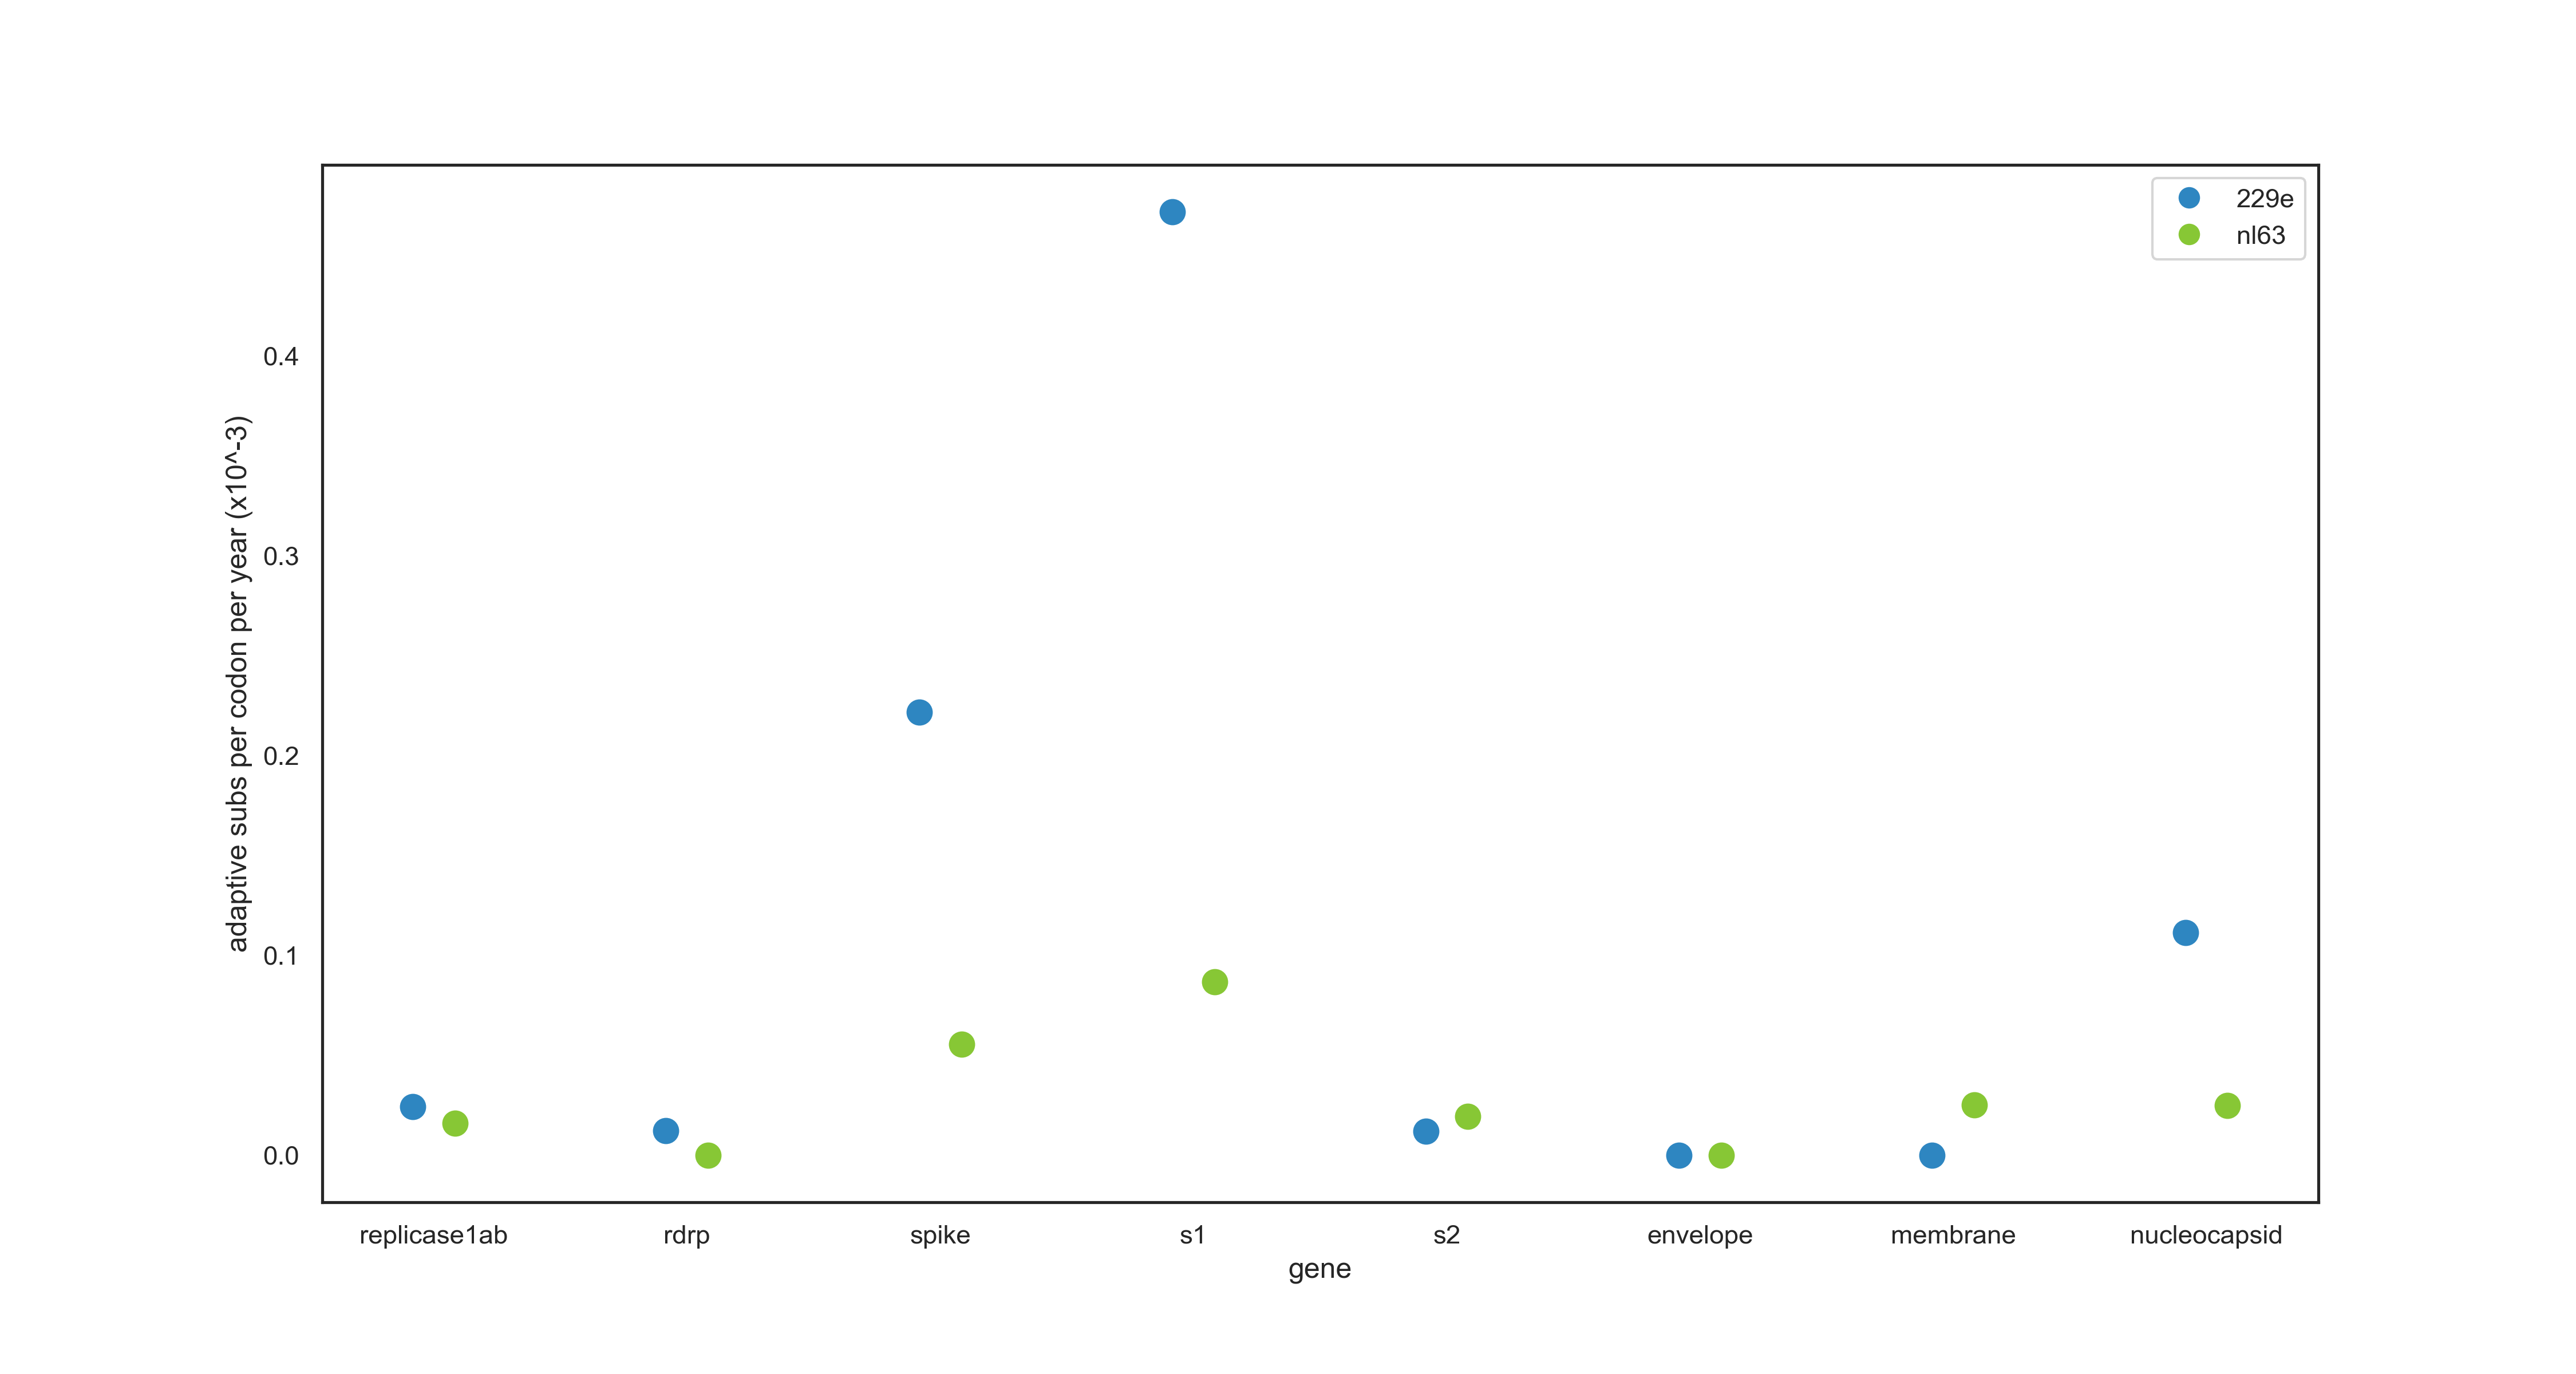 229e
nl63
0.4
0.3
0.2
0.1
0.0
adaptive subs per codon per year (x10^-3)
replicase1ab rdrp spike s1 s2 envelope membrane nucleocapsid
gene